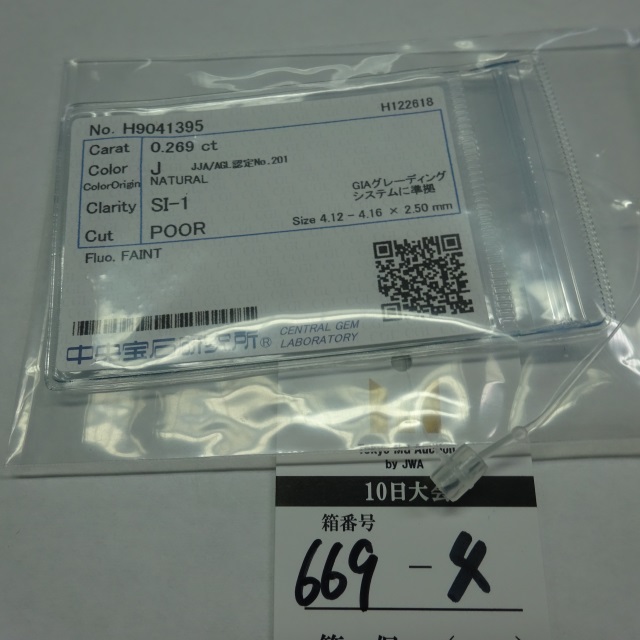 No. H9041395
H122618
Carat 0.269 ct
Color J JJA/AGL認定No.201
ColorOrigin NATURAL
GIAグレーディング
システムに準拠
Clarity SI-1
Cut POOR
Size 4.12 – 4.16 × 2.50 mm
Fluo. FAINT
中央宝石研究所® CENTRAL GEM
LABORATORY
by JWA
10日大会
箱番号
669 - 4